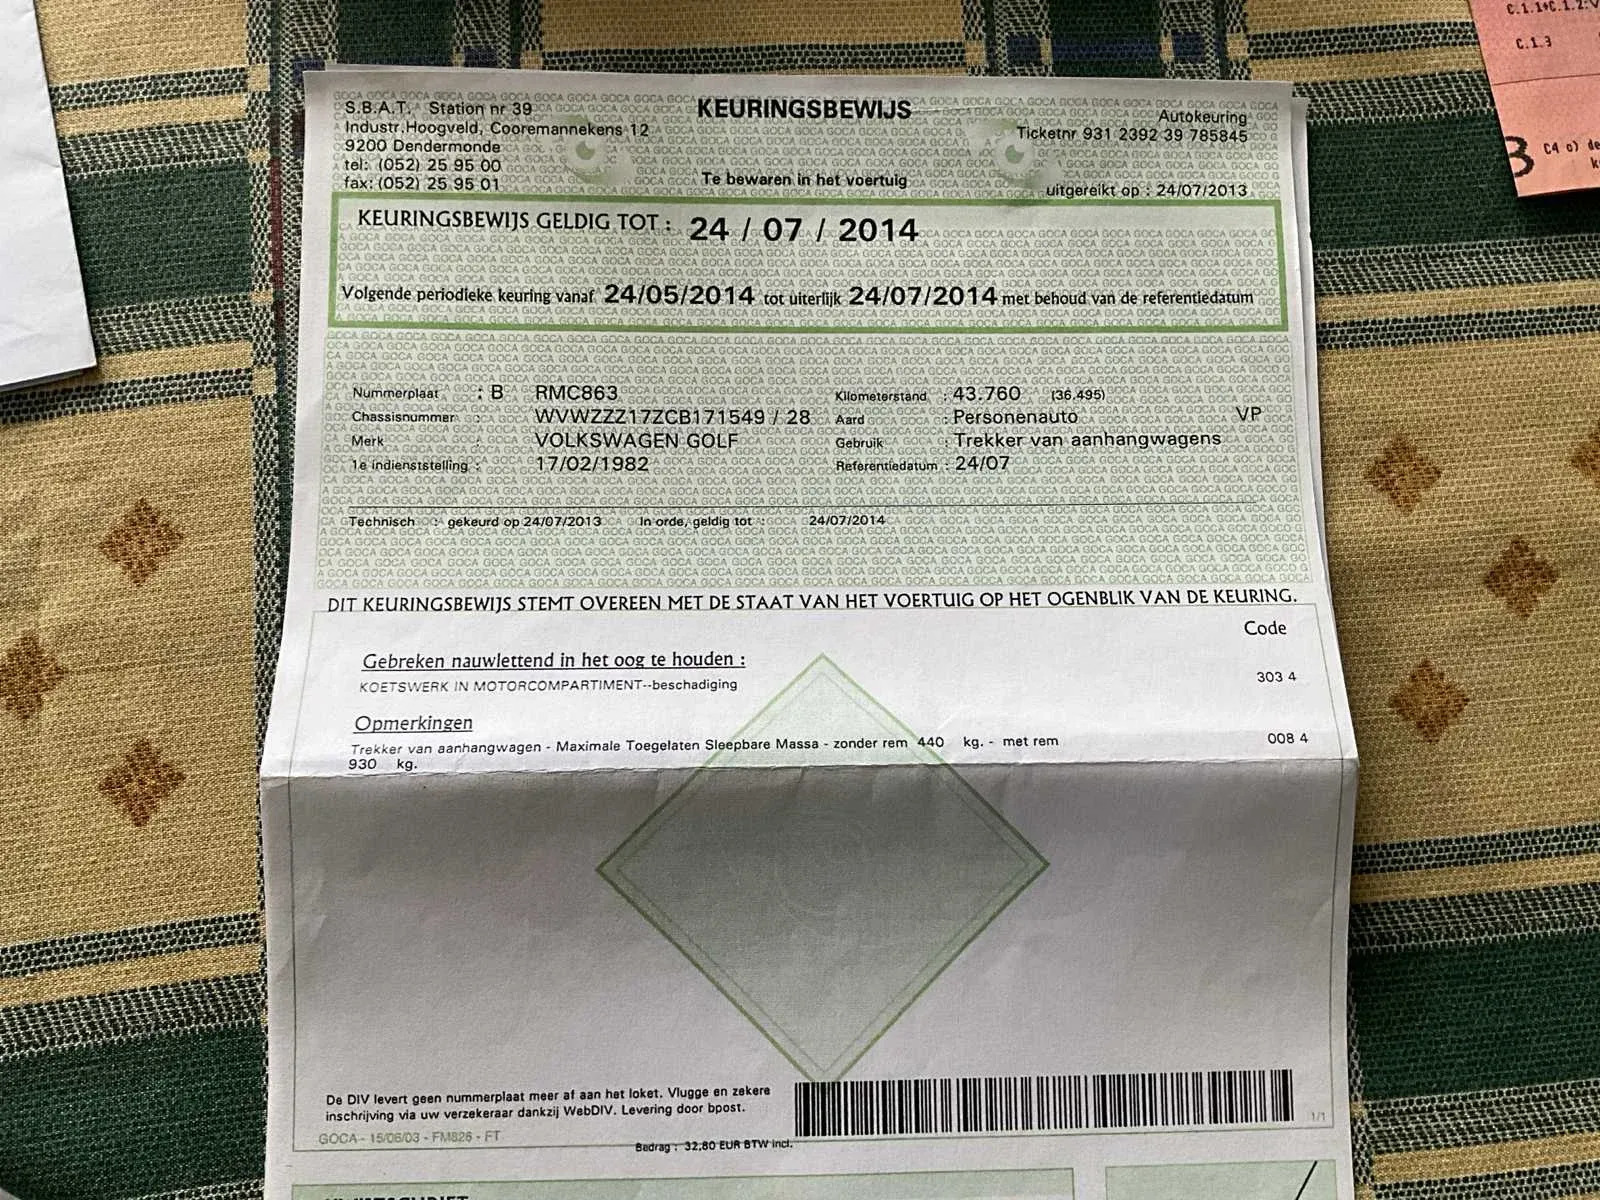 S.B.A.T. Station nr 39
Industr.Hoogveld, Cooremannekens 12
9200 Dendermonde
tel: (052) 25 95 00
fax: (052) 25 95 01
KEURINGSBEWIJS
Te bewaren in het voertuig
Autokeuring
Ticketnr 931 2392 39 785845
uitgereikt op : 24/07/2013
KEURINGSBEWIJS GELDIG TOT : 24 / 07 / 2014
Volgende periodieke keuring vanaf 24/05/2014 tot uiterlijk 24/07/2014 met behoud van de referentiedatum
Nummerplaat : B RMC863
Chassisnummer : WVWZZZ17ZCB171549 / 28
Merk : VOLKSWAGEN GOLF
1e indienststelling : 17/02/1982
Kilometerstand : 43.760 (36.495)
Aard : Personenauto VP
Gebruik : Trekker van aanhangwagens
Referentiedatum : 24/07
Technisch : gekeurd op 24/07/2013 In orde, geldig tot : 24/07/2014
DIT KEURINGSBEWIJS STEMT OVEREEN MET DE STAAT VAN HET VOERTUIG OP HET OGENBLIK VAN DE KEURING.
Code
Gebreken nauwlettend in het oog te houden :
KOETSWERK IN MOTORCOMPARTIMENT--beschadiging 303 4
Opmerkingen
Trekker van aanhangwagen - Maximale Toegelaten Sleepbare Massa - zonder rem 440 kg. - met rem 008 4
930 kg.
De DIV levert geen nummerplaat meer af aan het loket. Vlugge en zekere
inschrijving via uw verzekeraar dankzij WebDIV. Levering door bpost.
GOCA - 15/06/03 - FM826 - FT
Bedrag : 32,80 EUR BTW incl.
1/1
C.1.1+C.1.2:V
C.1.3
C4 c) de